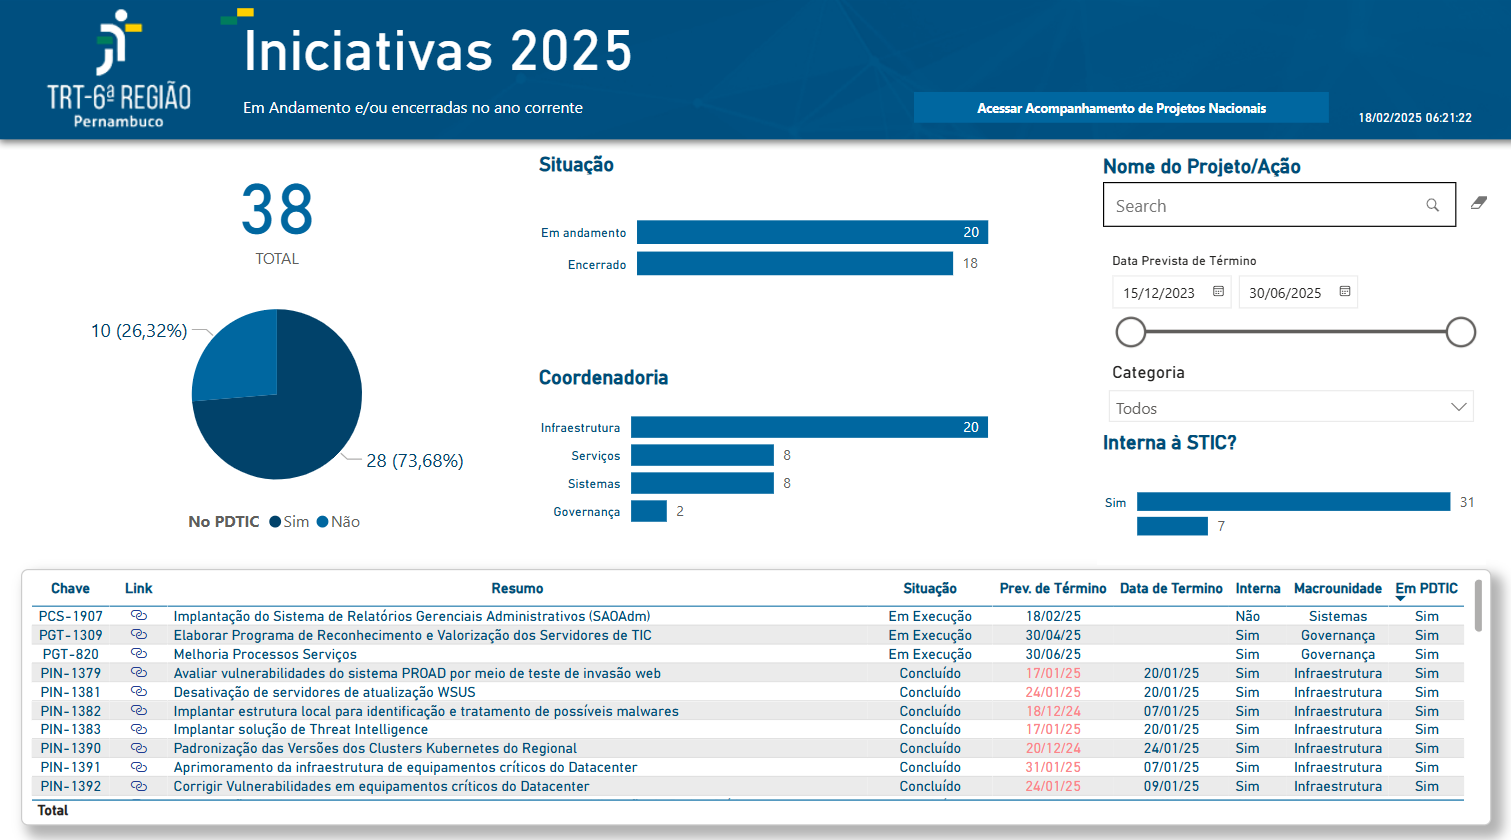 TRT-6ª REGIÃO
Pernambuco
Iniciativas 2025
Em Andamento e/ou encerradas no ano corrente
Acessar Acompanhamento de Projetos Nacionais
18/02/2025 06:21:22
38
TOTAL
10 (26,32%)
28 (73,68%)
No PDTIC Sim Não
Situação
Em andamento 20
Encerrado 18
Coordenadoria
Infraestrutura 20
Serviços 8
Sistemas 8
Governança 2
Nome do Projeto/Ação
Search
Data Prevista de Término
15/12/2023 30/06/2025
Categoria
Todos
Interna à STIC?
Sim 31
7
Chave Link Resumo Situação Prev. de Término Data de Termino Interna Macrounidade Em PDTIC
PCS-1907 Implantação do Sistema de Relatórios Gerenciais Administrativos (SAOAdm) Em Execução 18/02/25 Não Sistemas Sim
PGT-1309 Elaborar Programa de Reconhecimento e Valorização dos Servidores de TIC Em Execução 30/04/25 Sim Governança Sim
PGT-820 Melhoria Processos Serviços Em Execução 30/06/25 Sim Governança Sim
PIN-1379 Avaliar vulnerabilidades do sistema PROAD por meio de teste de invasão web Concluído 17/01/25 20/01/25 Sim Infraestrutura Sim
PIN-1381 Desativação de servidores de atualização WSUS Concluído 24/01/25 20/01/25 Sim Infraestrutura Sim
PIN-1382 Implantar estrutura local para identificação e tratamento de possíveis malwares Concluído 18/12/24 07/01/25 Sim Infraestrutura Sim
PIN-1383 Implantar solução de Threat Intelligence Concluído 17/01/25 20/01/25 Sim Infraestrutura Sim
PIN-1390 Padronização das Versões dos Clusters Kubernetes do Regional Concluído 20/12/24 24/01/25 Sim Infraestrutura Sim
PIN-1391 Aprimoramento da infraestrutura de equipamentos críticos do Datacenter Concluído 31/01/25 07/01/25 Sim Infraestrutura Sim
PIN-1392 Corrigir Vulnerabilidades em equipamentos críticos do Datacenter Concluído 24/01/25 09/01/25 Sim Infraestrutura Sim
Total